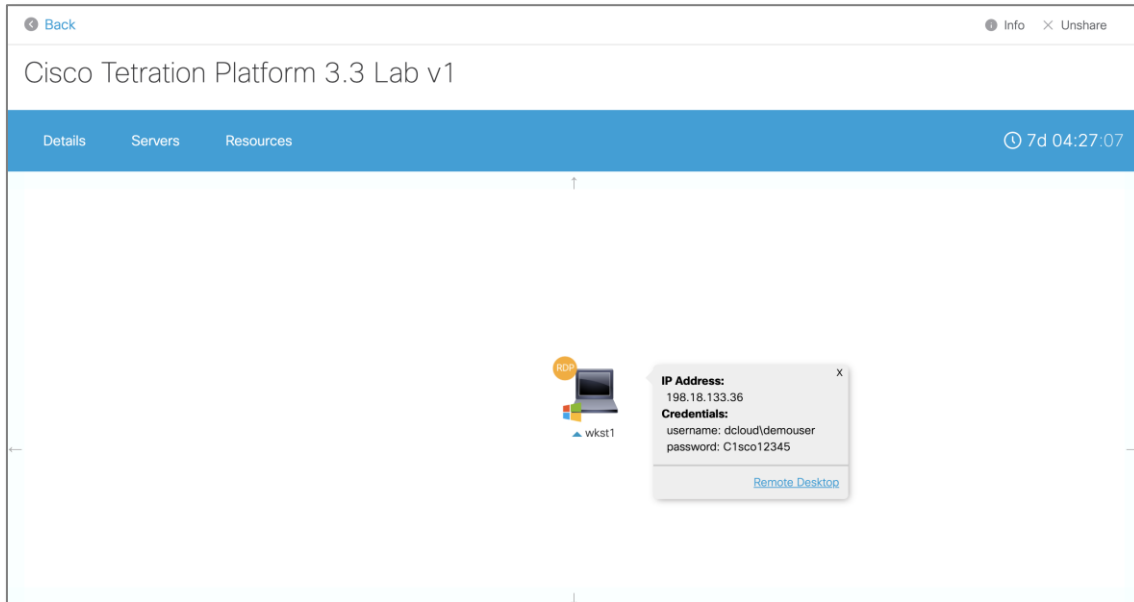 Back
Info
Unshare
Cisco Tetration Platform 3.3 Lab v1
Details
Servers
Resources
7d 04:27:07
RDP
wkst1
X
IP Address:
198.18.133.36
Credentials:
username: dcloud\demouser
password: C1sco12345
Remote Desktop